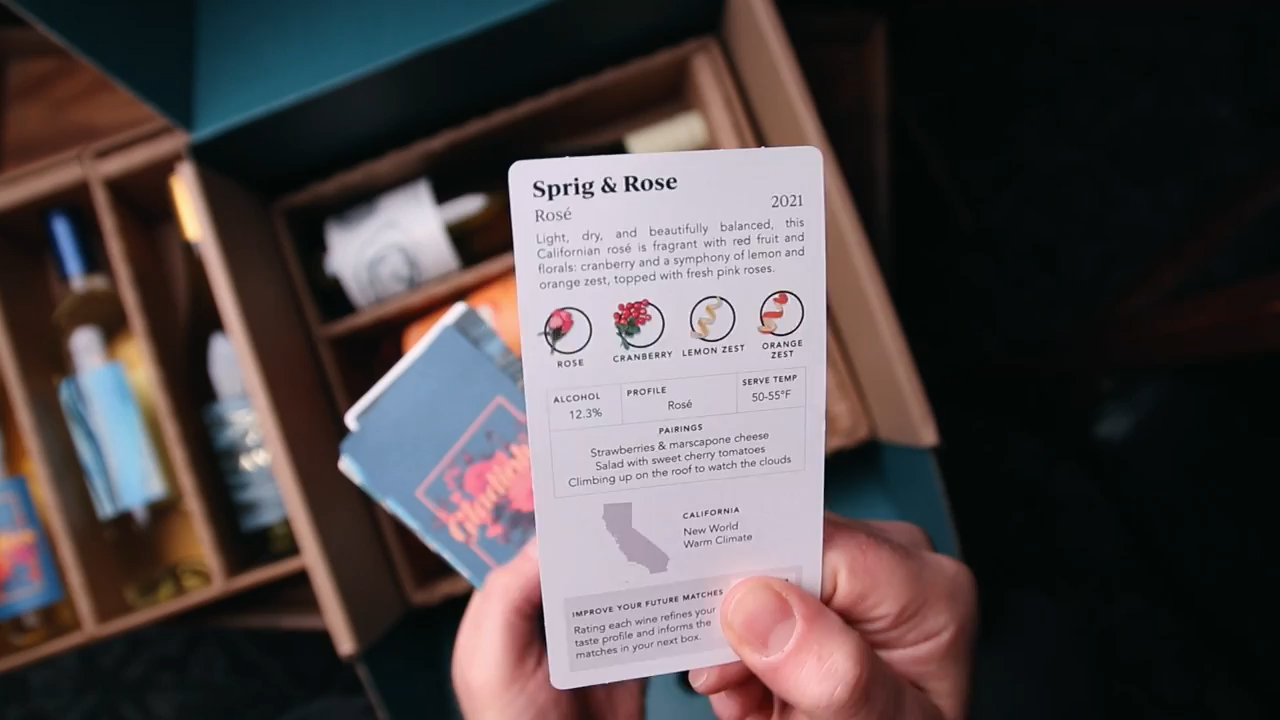 Sprig & Rose
Rosé
2021
Light, dry, and beautifully balanced, this
Californian rosé is fragrant with red fruit and
florals: cranberry and a symphony of lemon and
orange zest, topped with fresh pink roses.
ROSE
CRANBERRY
LEMON ZEST
ORANGE
ZEST
ALCOHOL
12.3%
PROFILE
Rosé
SERVE TEMP
50-55°F
PAIRINGS
Strawberries & marscapone cheese
Salad with sweet cherry tomatoes
Climbing up on the roof to watch the clouds
CALIFORNIA
New World
Warm Climate
IMPROVE YOUR FUTURE MATCHES
Rating each wine refines your
taste profile and informs the
matches in your next box.